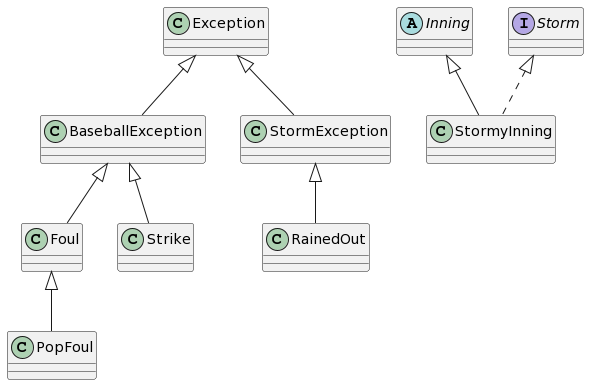 C Exception
A Inning
I Storm
C BaseballException
C StormException
C StormyInning
C Foul
C Strike
C RainedOut
C PopFoul